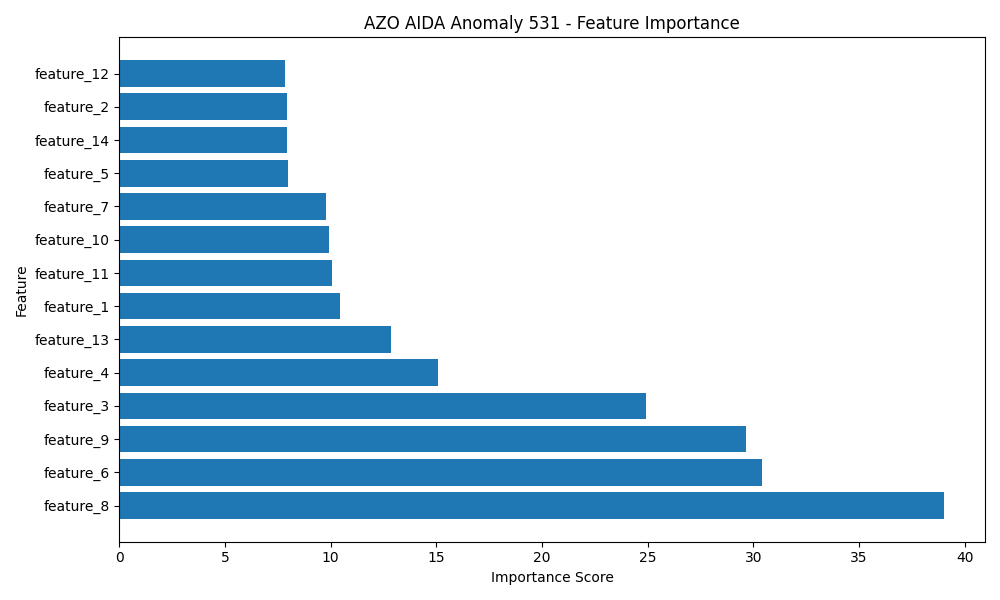 AZO AIDA Anomaly 531 - Feature Importance
feature_12
feature_2
feature_14
feature_5
feature_7
feature_10
feature_11
feature_1
feature_13
feature_4
feature_3
feature_9
feature_6
feature_8
Feature
0 5 10 15 20 25 30 35 40
Importance Score